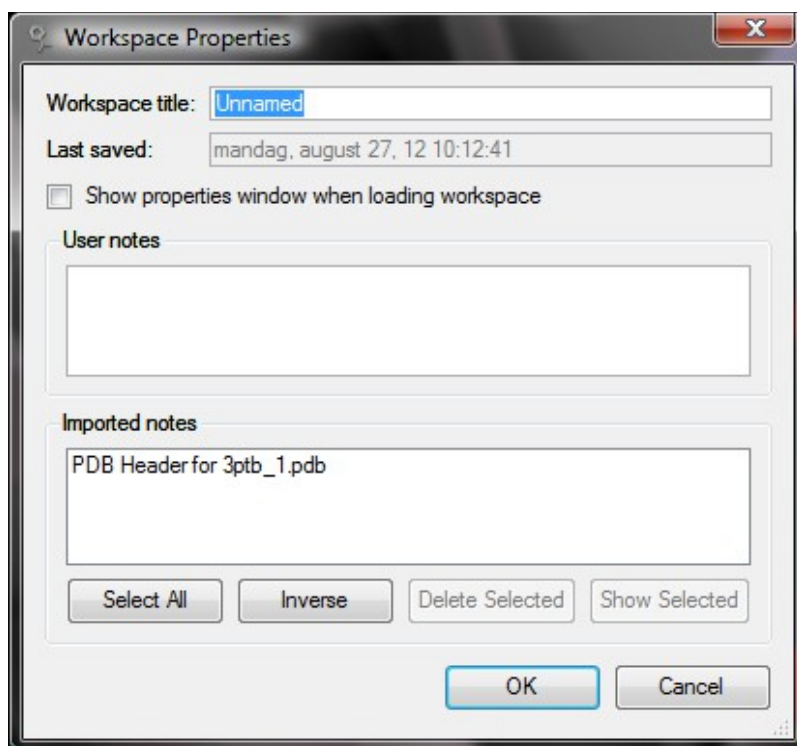 Workspace Properties
Workspace title: Unnamed
Last saved: mandag, august 27, 12 10:12:41
Show properties window when loading workspace
User notes
Imported notes
PDB Header for 3ptb_1.pdb
Select All Inverse Delete Selected Show Selected
OK Cancel